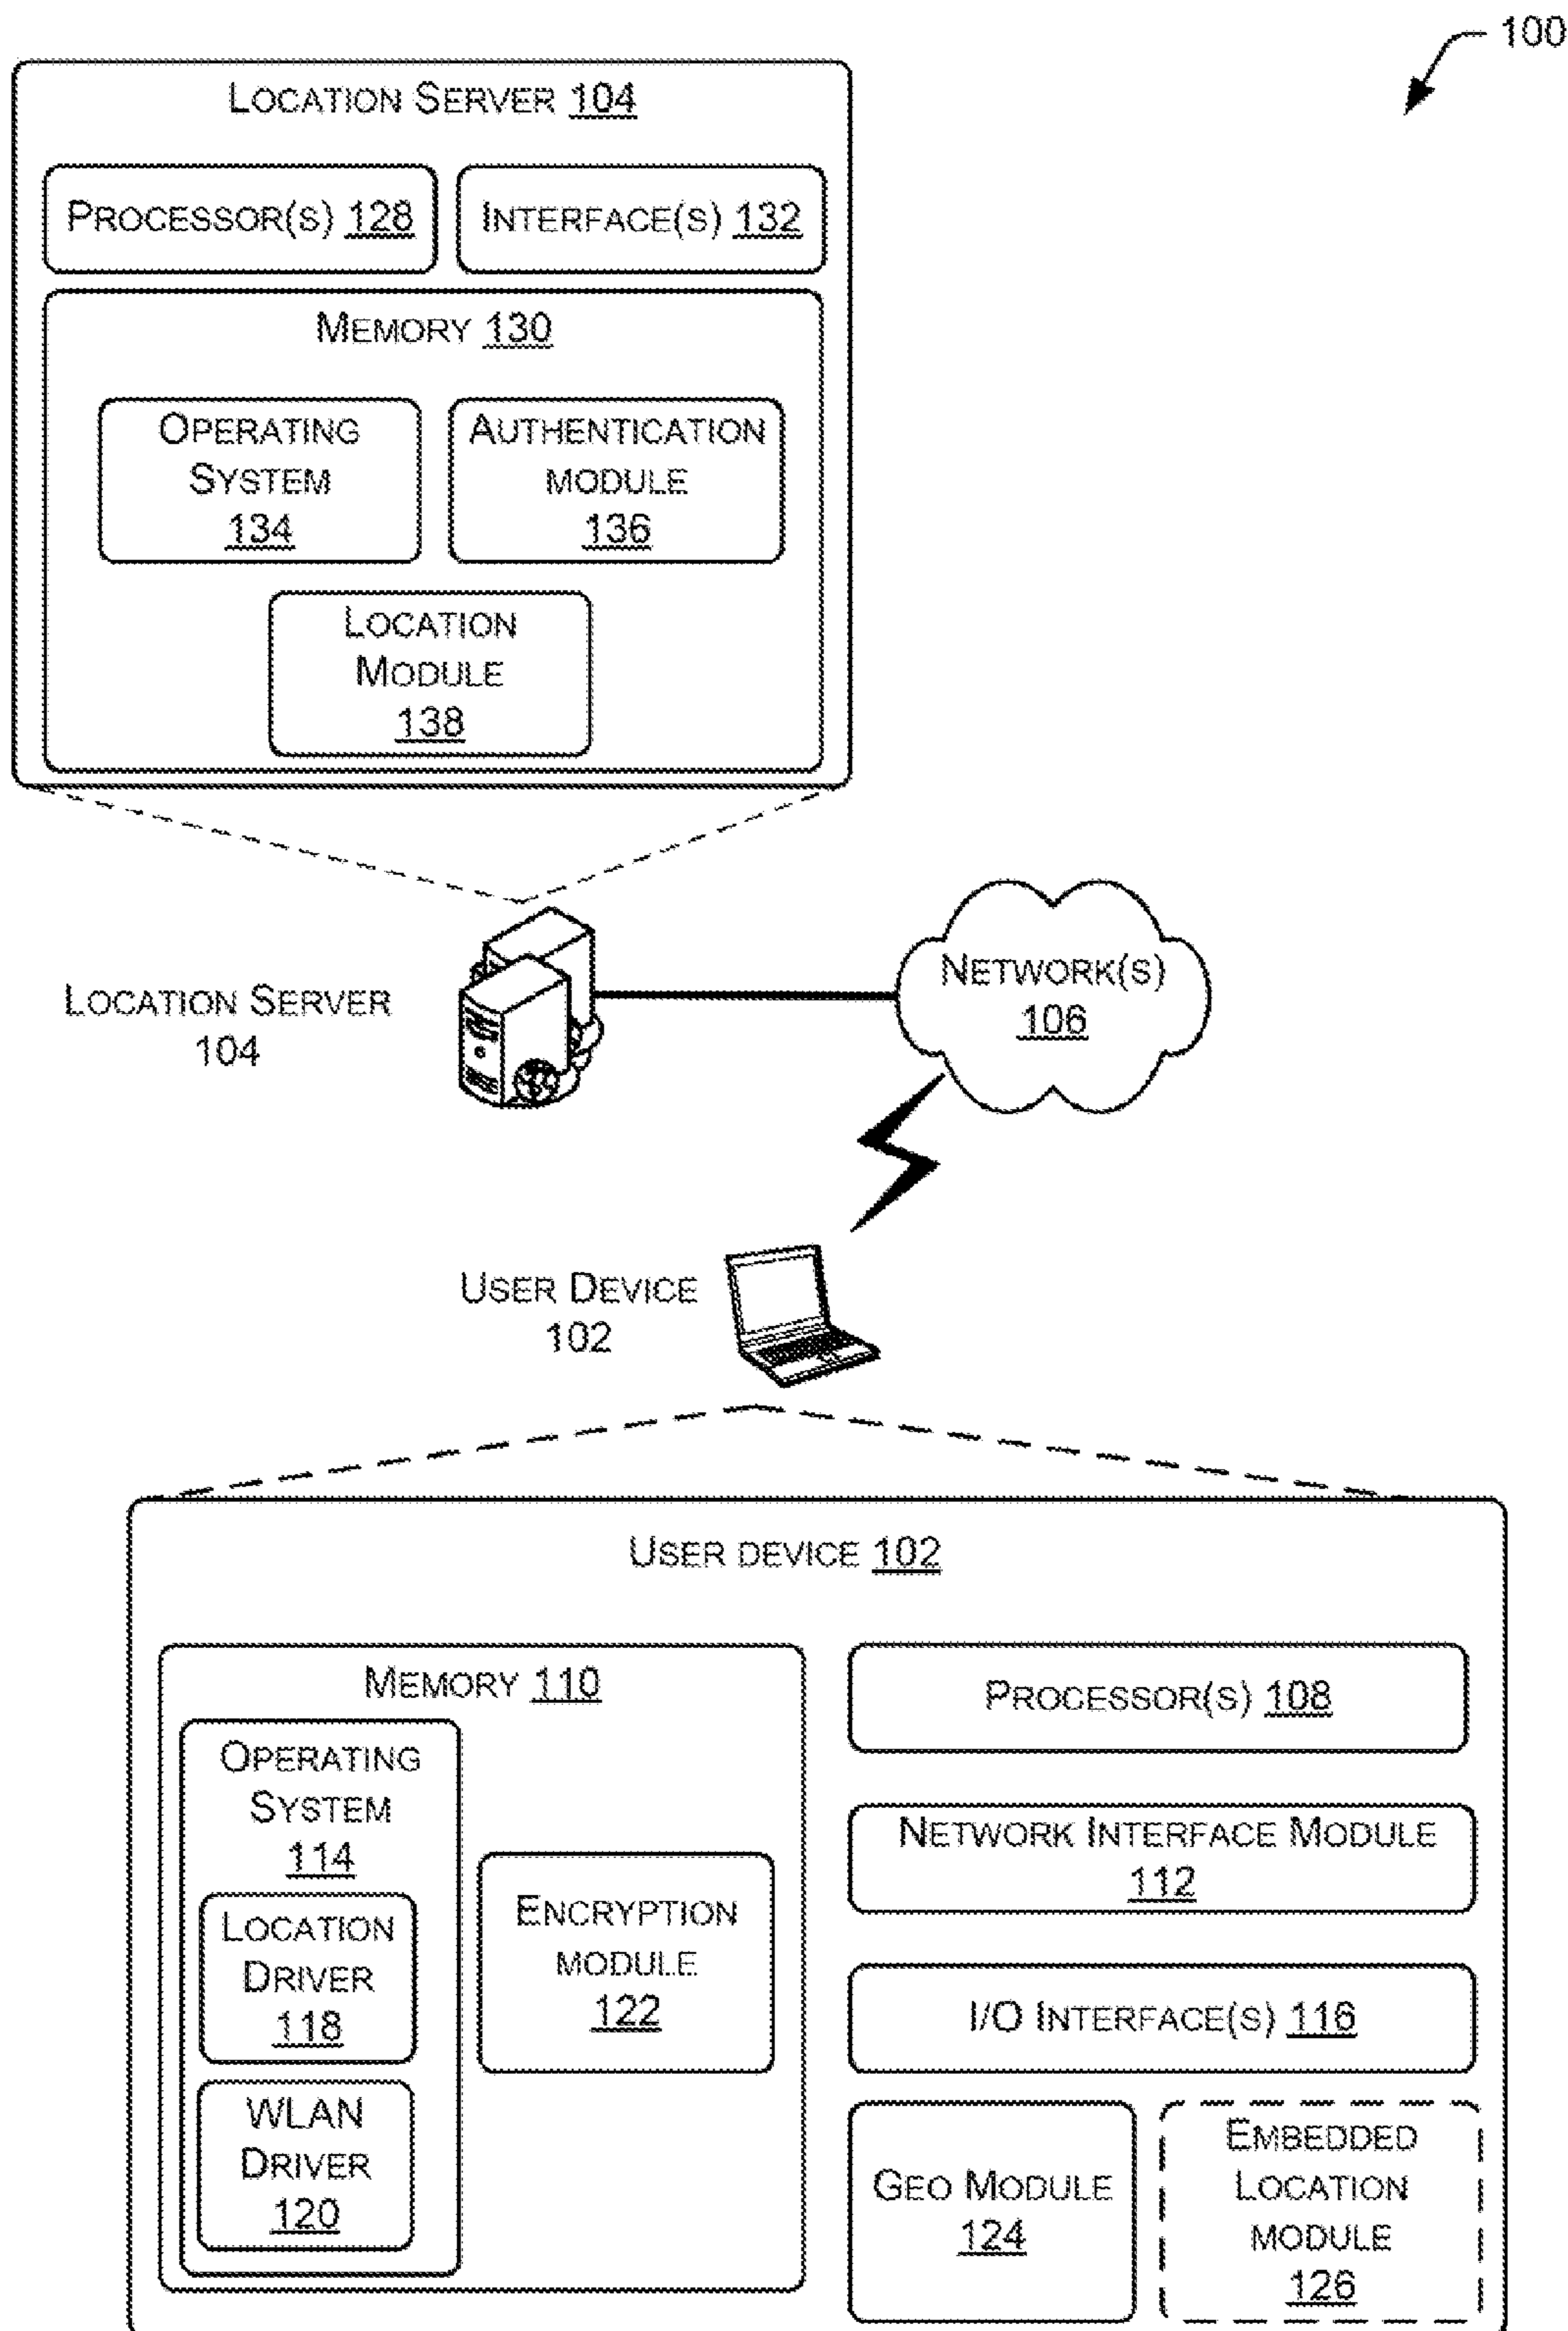 100
LOCATION SERVER 104
PROCESSOR(S) 128
INTERFACE(S) 132
MEMORY 130
OPERATING
SYSTEM
134
AUTHENTICATION
MODULE
136
LOCATION
MODULE
138
LOCATION SERVER
104
NETWORK(S)
106
USER DEVICE
102
USER DEVICE 102
MEMORY 110
OPERATING
SYSTEM
114
LOCATION
DRIVER
118
WLAN
DRIVER
120
ENCRYPTION
MODULE
122
PROCESSOR(S) 108
NETWORK INTERFACE MODULE
112
I/O INTERFACE(S) 116
GEO MODULE
124
EMBEDDED
LOCATION
MODULE
126